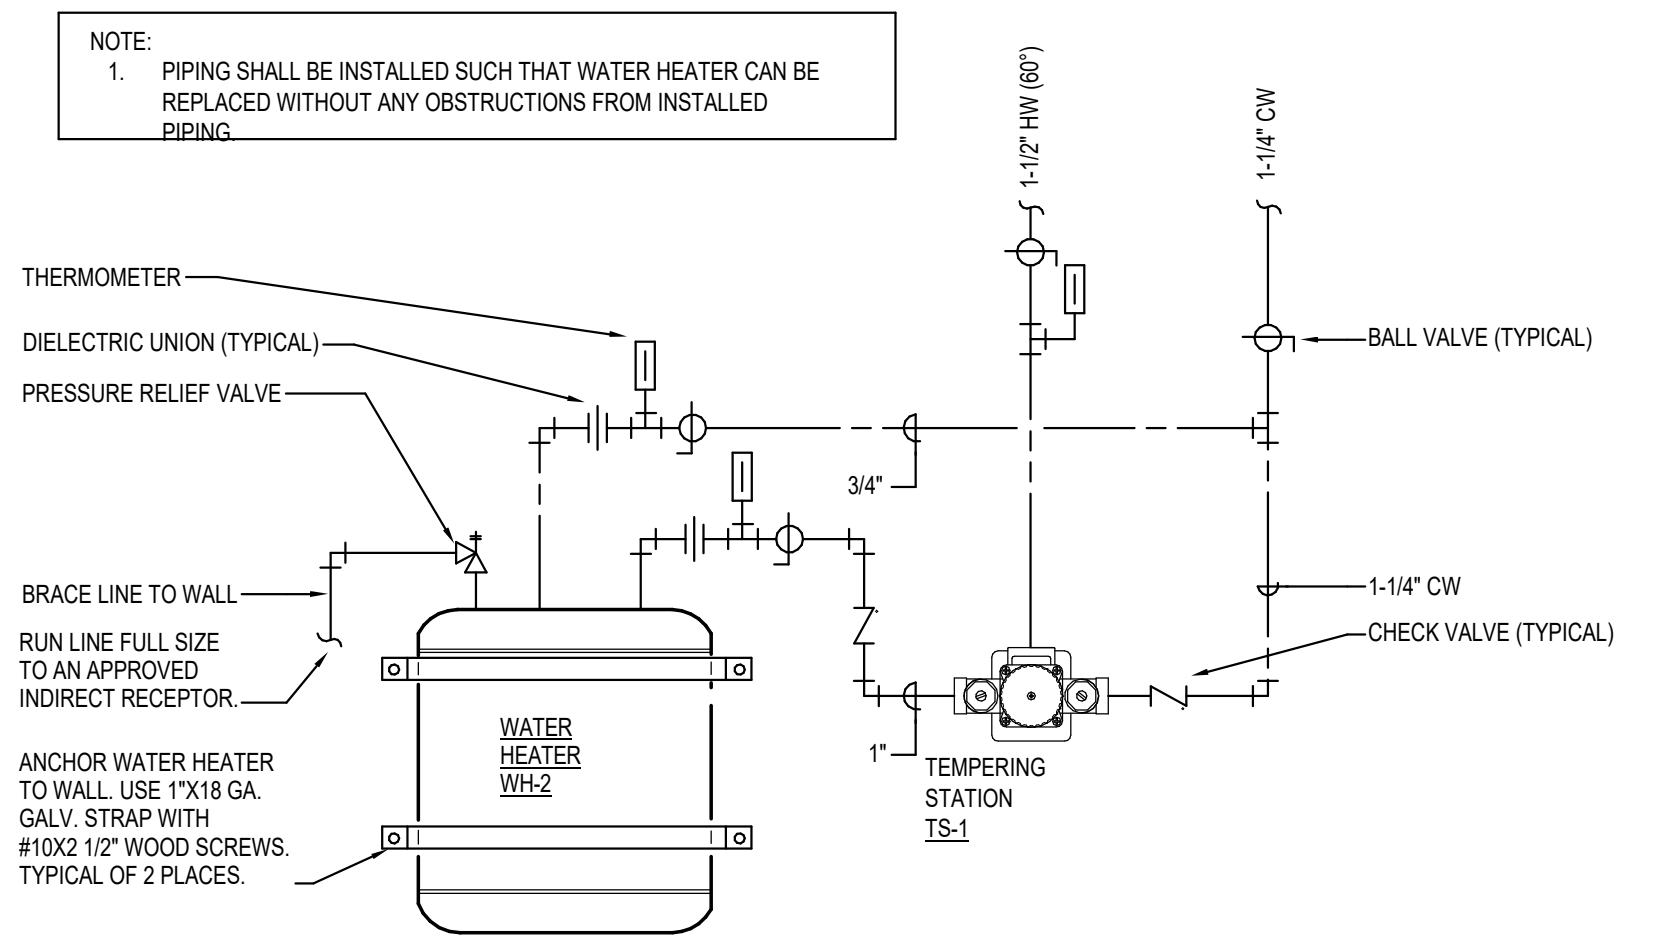 NOTE:
1. PIPING SHALL BE INSTALLED SUCH THAT WATER HEATER CAN BE
REPLACED WITHOUT ANY OBSTRUCTIONS FROM INSTALLED
PIPING.
1-1/2" HW (60°)
1-1/4" CW
THERMOMETER
DIELECTRIC UNION (TYPICAL)
PRESSURE RELIEF VALVE
BALL VALVE (TYPICAL)
3/4"
BRACE LINE TO WALL
RUN LINE FULL SIZE
TO AN APPROVED
INDIRECT RECEPTOR.
1-1/4" CW
CHECK VALVE (TYPICAL)
WATER
HEATER
WH-2
1"
TEMPERING
STATION
TS-1
ANCHOR WATER HEATER
TO WALL. USE 1"X18 GA.
GALV. STRAP WITH
#10X2 1/2" WOOD SCREWS.
TYPICAL OF 2 PLACES.